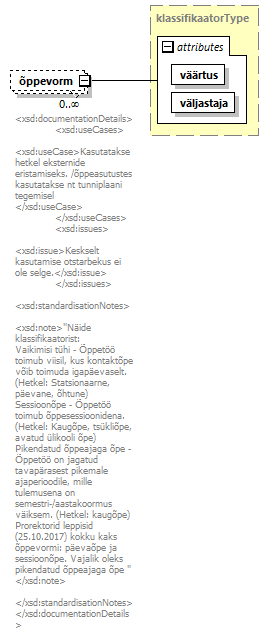 klassifikaatorType
attributes
väärtus
väljastaja
õppevorm
0..∞
<xsd:documentationDetails>
<xsd:useCases>
<xsd:useCase>Kasutatakse
hetkel eksternide
eristamiseks. /õppeasutustes
kasutatakse nt tunniplaani
tegemisel
</xsd:useCase>
</xsd:useCases>
<xsd:issues>
<xsd:issue>Keskselt
kasutamise otstarbekus ei
ole selge.</xsd:issue>
</xsd:issues>
<xsd:standardisationNotes>
<xsd:note>"Näide
klassifikaatorist:
Vaikimisi tühi - Õppetöö
toimub viisil, kus kontaktõpe
võib toimuda igapäevaselt.
(Hetkel: Statsionaarne,
päevane, õhtune)
Sessioonõpe - Õppetöö
toimub õppesessioonidena.
(Hetkel: Kaugõpe, tsükliõpe,
avatud ülikooli õpe)
Pikendatud õppeajaga õpe -
Õppetöö on jagatud
tavapärasest pikemale
ajaperioodile, mille
tulemusena on
semestri-/aastakoormus
väiksem. (Hetkel: kaugõpe)
Prorektorid leppisid
(25.10.2017) kokku kaks
õppevormi: päevaõpe ja
sessioonõpe. Vajalik oleks
pikendatud õppeajaga õpe "
</xsd:note>
</xsd:standardisationNotes>
</xsd:documentationDetails
>